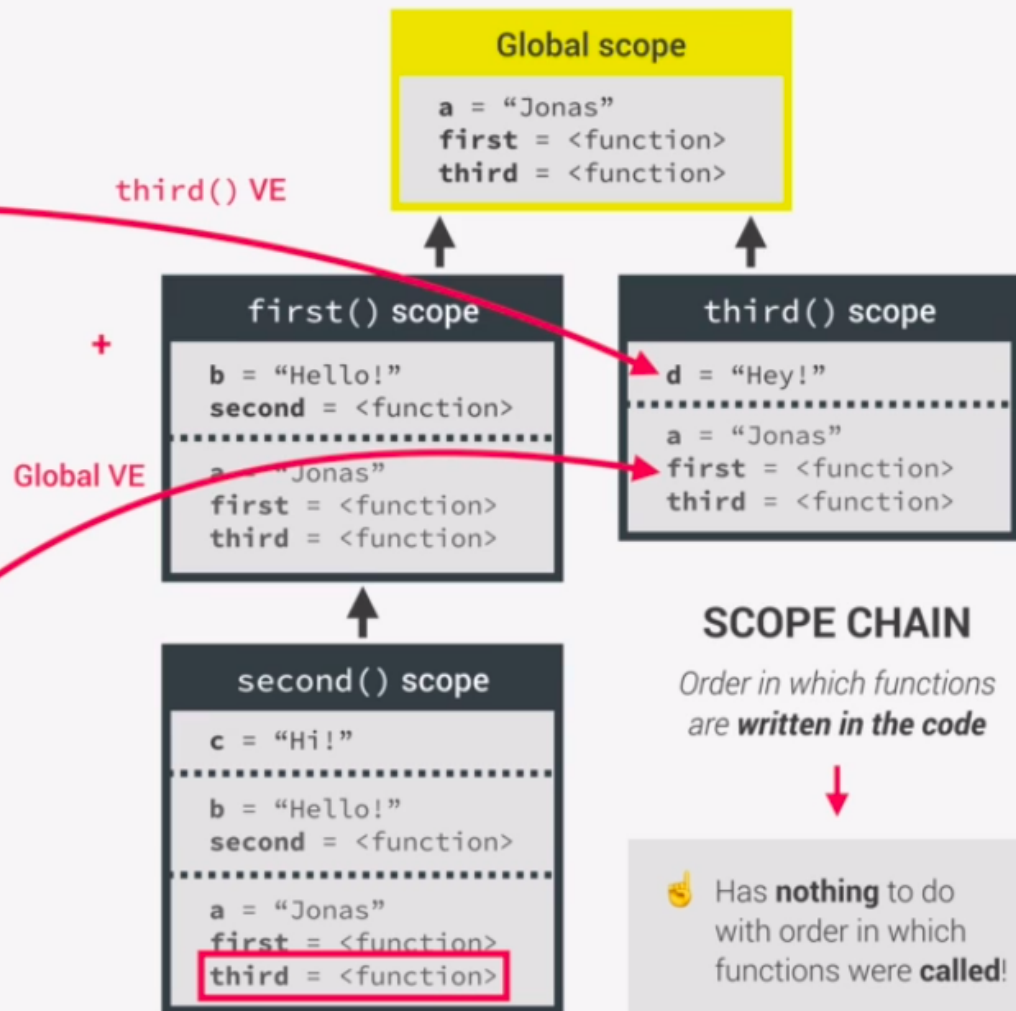 Global scope
a = “Jonas”
first = <function>
third = <function>
third() VE
+
Global VE
first() scope
b = “Hello!”
second = <function>
a = “Jonas”
first = <function>
third = <function>
third() scope
d = “Hey!”
a = “Jonas”
first = <function>
third = <function>
second() scope
c = “Hi!”
b = “Hello!”
second = <function>
a = “Jonas”
first = <function>
third = <function>
SCOPE CHAIN
Order in which functions
are written in the code
☝ Has nothing to do
with order in which
functions were called!